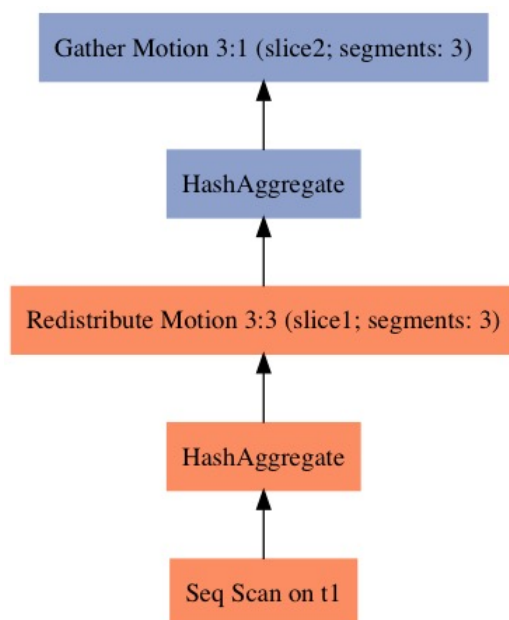 Gather Motion 3:1 (slice2; segments: 3)
HashAggregate
Redistribute Motion 3:3 (slice1; segments: 3)
HashAggregate
Seq Scan on t1